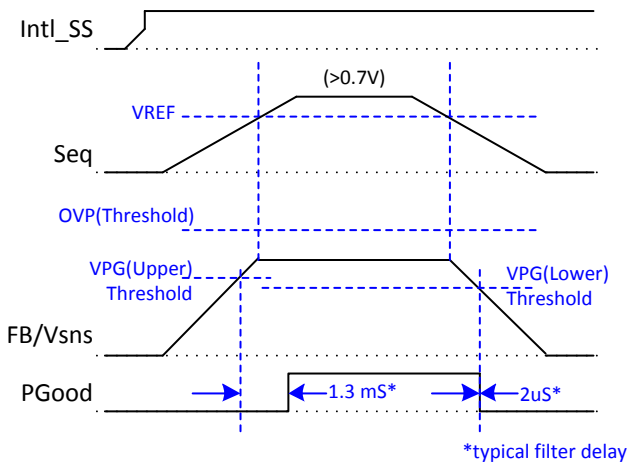 Intl_SS
(>0.7V)
VREF
Seq
OVP(Threshold)
VPG(Upper)
Threshold
VPG(Lower)
Threshold
FB/Vsns
PGood
1.3 mS*
2uS*
*typical filter delay